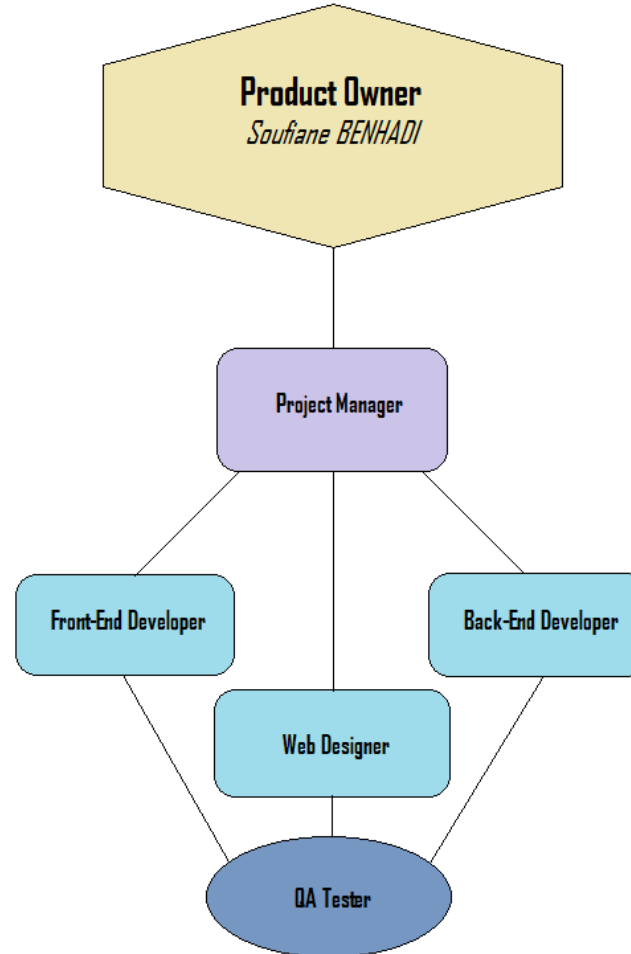 Product Owner
Soufiane BENHADI
Project Manager
Front-End Developer
Back-End Developer
Web Designer
QA Tester